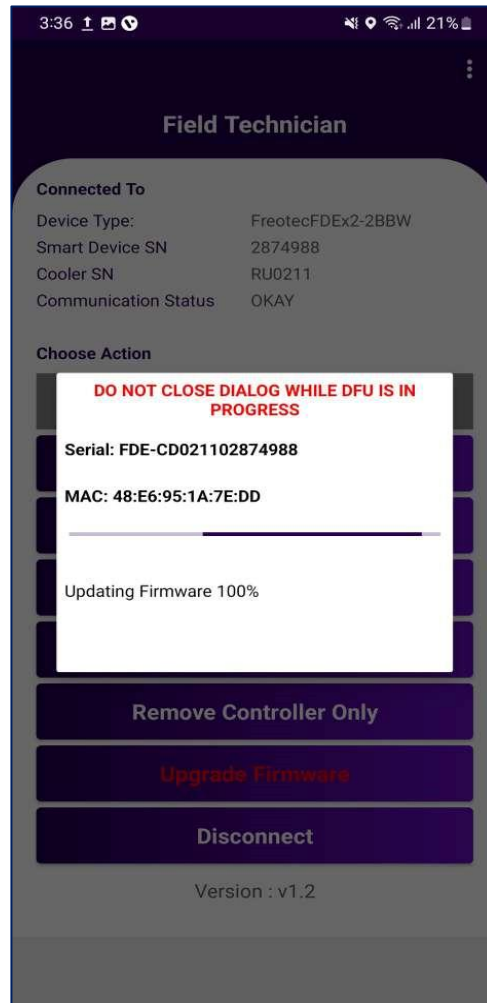 3:36 21%
Field Technician
Connected To
Device Type: FreotecFDEx2-2BBW
Smart Device SN 2874988
Cooler SN RU0211
Communication Status OKAY
Choose Action
DO NOT CLOSE DIALOG WHILE DFU IS IN
PROGRESS
Serial: FDE-CD021102874988
MAC: 48:E6:95:1A:7E:DD
Updating Firmware 100%
Remove Controller Only
Upgrade Firmware
Disconnect
Version : v1.2